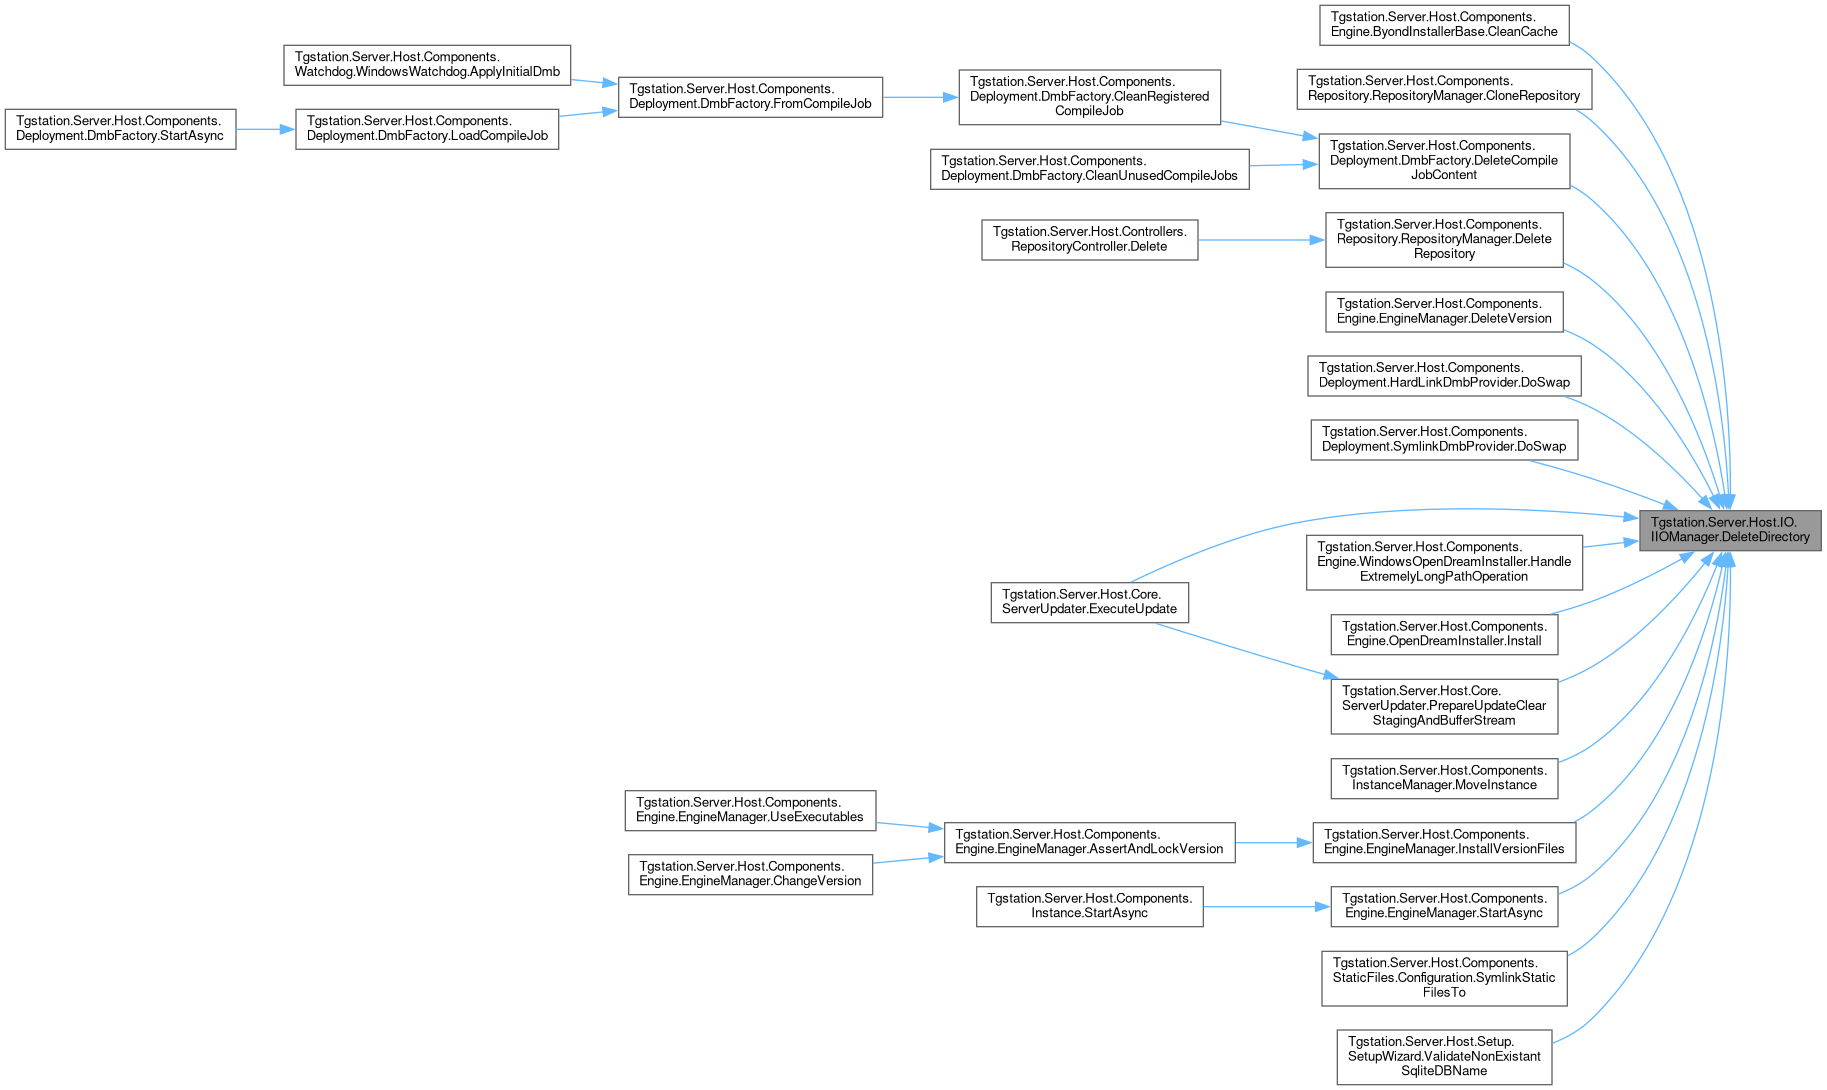 Tgstation.Server.Host.Components.
Engine.ByondInstallerBase.CleanCache
Tgstation.Server.Host.Components.
Watchdog.WindowsWatchdog.ApplyInitialDmb
Tgstation.Server.Host.Components.
Repository.RepositoryManager.CloneRepository
Tgstation.Server.Host.Components.
Deployment.DmbFactory.FromCompileJob
Tgstation.Server.Host.Components.
Deployment.DmbFactory.CleanRegistered
CompileJob
Tgstation.Server.Host.Components.
Deployment.DmbFactory.StartAsync
Tgstation.Server.Host.Components.
Deployment.DmbFactory.LoadCompileJob
Tgstation.Server.Host.Components.
Deployment.DmbFactory.DeleteCompile
JobContent
Tgstation.Server.Host.Components.
Deployment.DmbFactory.CleanUnusedCompileJobs
Tgstation.Server.Host.Controllers.
RepositoryController.Delete
Tgstation.Server.Host.Components.
Repository.RepositoryManager.Delete
Repository
Tgstation.Server.Host.Components.
Engine.EngineManager.DeleteVersion
Tgstation.Server.Host.Components.
Deployment.HardLinkDmbProvider.DoSwap
Tgstation.Server.Host.Components.
Deployment.SymlinkDmbProvider.DoSwap
Tgstation.Server.Host.IO.
IIOManager.DeleteDirectory
Tgstation.Server.Host.Components.
Engine.WindowsOpenDreamInstaller.Handle
ExtremelyLongPathOperation
Tgstation.Server.Host.Core.
ServerUpdater.ExecuteUpdate
Tgstation.Server.Host.Components.
Engine.OpenDreamInstaller.Install
Tgstation.Server.Host.Core.
ServerUpdater.PrepareUpdateClear
StagingAndBufferStream
Tgstation.Server.Host.Components.
InstanceManager.MoveInstance
Tgstation.Server.Host.Components.
Engine.EngineManager.UseExecutables
Tgstation.Server.Host.Components.
Engine.EngineManager.AssertAndLockVersion
Tgstation.Server.Host.Components.
Engine.EngineManager.InstallVersionFiles
Tgstation.Server.Host.Components.
Engine.EngineManager.ChangeVersion
Tgstation.Server.Host.Components.
Instance.StartAsync
Tgstation.Server.Host.Components.
Engine.EngineManager.StartAsync
Tgstation.Server.Host.Components.
StaticFiles.Configuration.SymlinkStatic
FilesTo
Tgstation.Server.Host.Setup.
SetupWizard.ValidateNonExistant
SqliteDBName